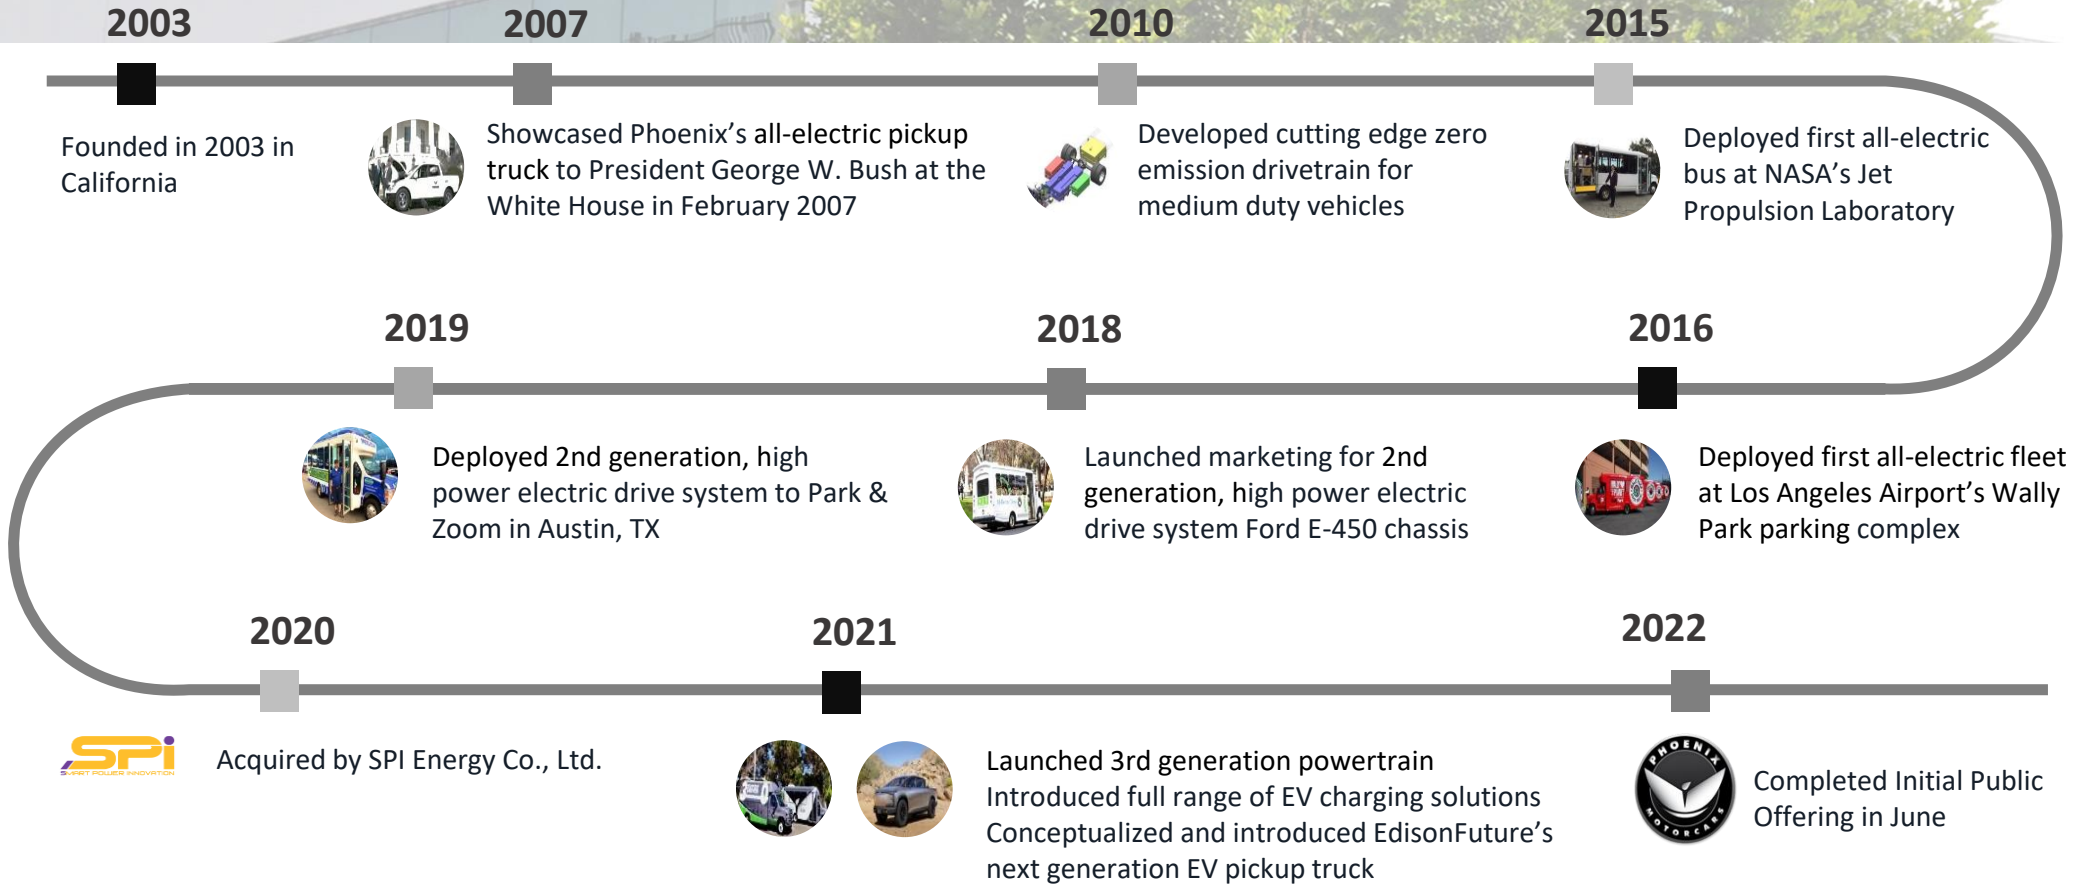 2003
2007
2010
2015
Founded in 2003 in
California
Showcased Phoenix’s all-electric pickup
truck to President George W. Bush at the
White House in February 2007
Developed cutting edge zero
emission drivetrain for
medium duty vehicles
Deployed first all-electric
bus at NASA’s Jet
Propulsion Laboratory
2016
2018
2019
Deployed first all-electric fleet
at Los Angeles Airport’s Wally
Park parking complex
Launched marketing for 2nd
generation, high power electric
drive system Ford E-450 chassis
Deployed 2nd generation, high
power electric drive system to Park &
Zoom in Austin, TX
2020
2021
2022
SPi
SMART POWER INNOVATION
Acquired by SPI Energy Co., Ltd.
Launched 3rd generation powertrain
Introduced full range of EV charging solutions
Conceptualized and introduced EdisonFuture’s
next generation EV pickup truck
PHOENIX
MOTORCARS
Completed Initial Public
Offering in June